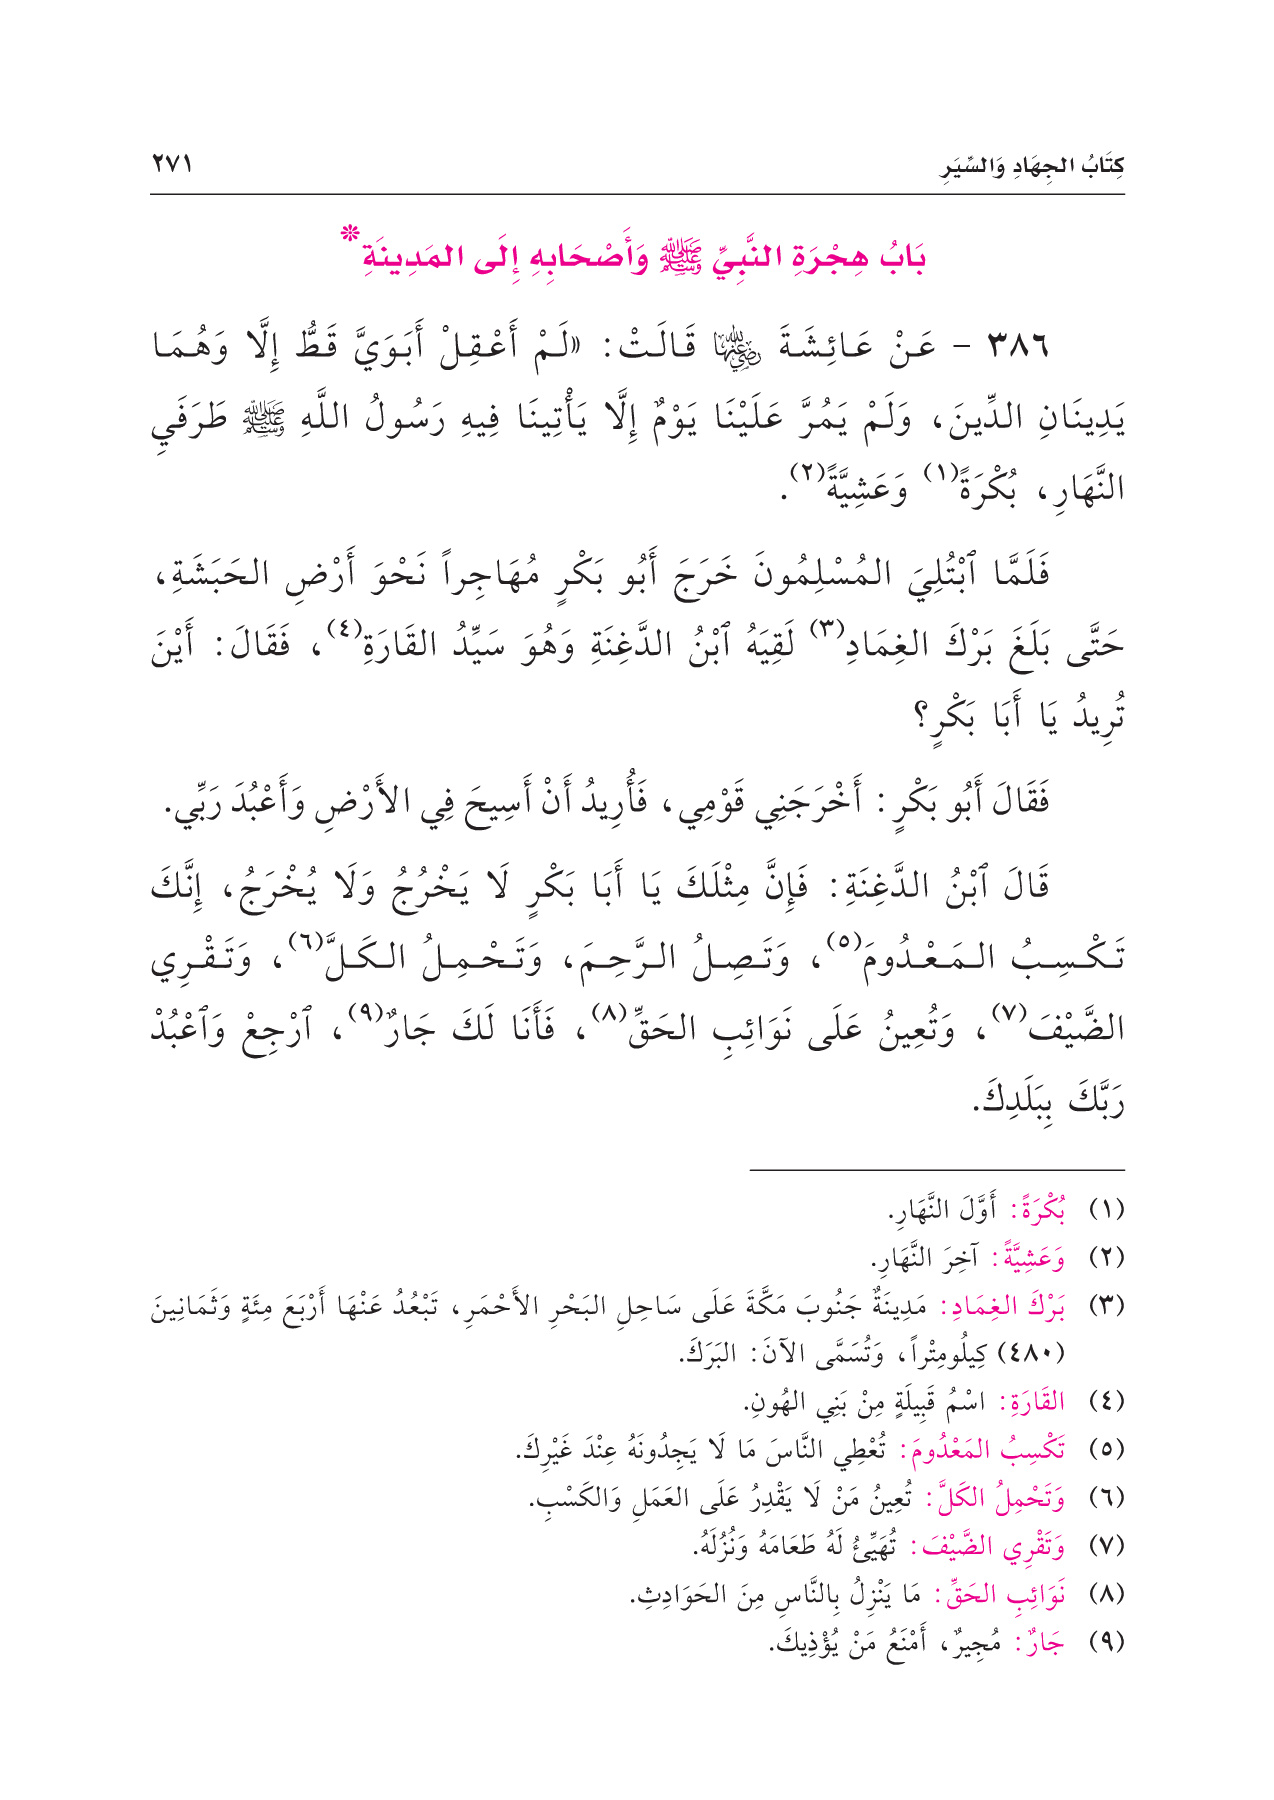 كِتَابُ الجِهَادِ وَالسِّيَرِ ٢٧١
بَابُ هِجْرَةِ النَّبِيِّ ﷺ وَأَصْحَابِهِ إِلَى المَدِينَةِ*
٣٨٦ - عَنْ عَائِشَةَ رضي الله عنها قَالَتْ: «لَمْ أَعْقِلْ أَبَوَيَّ قَطُّ إِلَّا وَهُمَا
يَدِينَانِ الدِّينَ، وَلَمْ يَمُرَّ عَلَيْنَا يَوْمٌ إِلَّا يَأْتِينَا فِيهِ رَسُولُ اللَّهِ ﷺ طَرَفَيِ
النَّهَارِ، بُكْرَةً(١) وَعَشِيَّةً(٢).
فَلَمَّا ٱبْتُلِيَ المُسْلِمُونَ خَرَجَ أَبُو بَكْرٍ مُهَاجِراً نَحْوَ أَرْضِ الحَبَشَةِ،
حَتَّى بَلَغَ بَرْكَ الغِمَادِ(٣) لَقِيَهُ ٱبْنُ الدَّغِنَةِ وَهُوَ سَيِّدُ القَارَةِ(٤)، فَقَالَ: أَيْنَ
تُرِيدُ يَا أَبَا بَكْرٍ؟
فَقَالَ أَبُو بَكْرٍ: أَخْرَجَنِي قَوْمِي، فَأُرِيدُ أَنْ أَسِيحَ فِي الأَرْضِ وَأَعْبُدَ رَبِّي.
قَالَ ٱبْنُ الدَّغِنَةِ: فَإِنَّ مِثْلَكَ يَا أَبَا بَكْرٍ لَا يَخْرُجُ وَلَا يُخْرَجُ، إِنَّكَ
تَكْسِبُ المَعْدُومَ(٥)، وَتَصِلُ الرَّحِمَ، وَتَحْمِلُ الكَلَّ(٦)، وَتَقْرِي
الضَّيْفَ(٧)، وَتُعِينُ عَلَى نَوَائِبِ الحَقِّ(٨)، فَأَنَا لَكَ جَارٌ(٩)، ٱرْجِعْ وَٱعْبُدْ
رَبَّكَ بِبَلَدِكَ.
(١) بُكْرَةً: أَوَّلَ النَّهَارِ.
(٢) وَعَشِيَّةً: آخِرَ النَّهَارِ.
(٣) بَرْكَ الغِمَادِ: مَدِينَةٌ جَنُوبَ مَكَّةَ عَلَى سَاحِلِ البَحْرِ الأَحْمَرِ، تَبْعُدُ عَنْهَا أَرْبَعَ مِئَةٍ وَثَمَانِينَ
(٤٨٠) كِيلُومِتْراً، وَتُسَمَّى الآنَ: البَرَكَ.
(٤) القَارَةِ: اسْمُ قَبِيلَةٍ مِنْ بَنِي الهُونِ.
(٥) تَكْسِبُ المَعْدُومَ: تُعْطِي النَّاسَ مَا لَا يَجِدُونَهُ عِنْدَ غَيْرِكَ.
(٦) وَتَحْمِلُ الكَلَّ: تُعِينُ مَنْ لَا يَقْدِرُ عَلَى العَمَلِ وَالكَسْبِ.
(٧) وَتَقْرِي الضَّيْفَ: تُهَيِّئُ لَهُ طَعَامَهُ وَنُزُلَهُ.
(٨) نَوَائِبِ الحَقِّ: مَا يَنْزِلُ بِالنَّاسِ مِنَ الحَوَادِثِ.
(٩) جَارٌ: مُجِيرٌ، أَمْنَعُ مَنْ يُؤْذِيكَ.